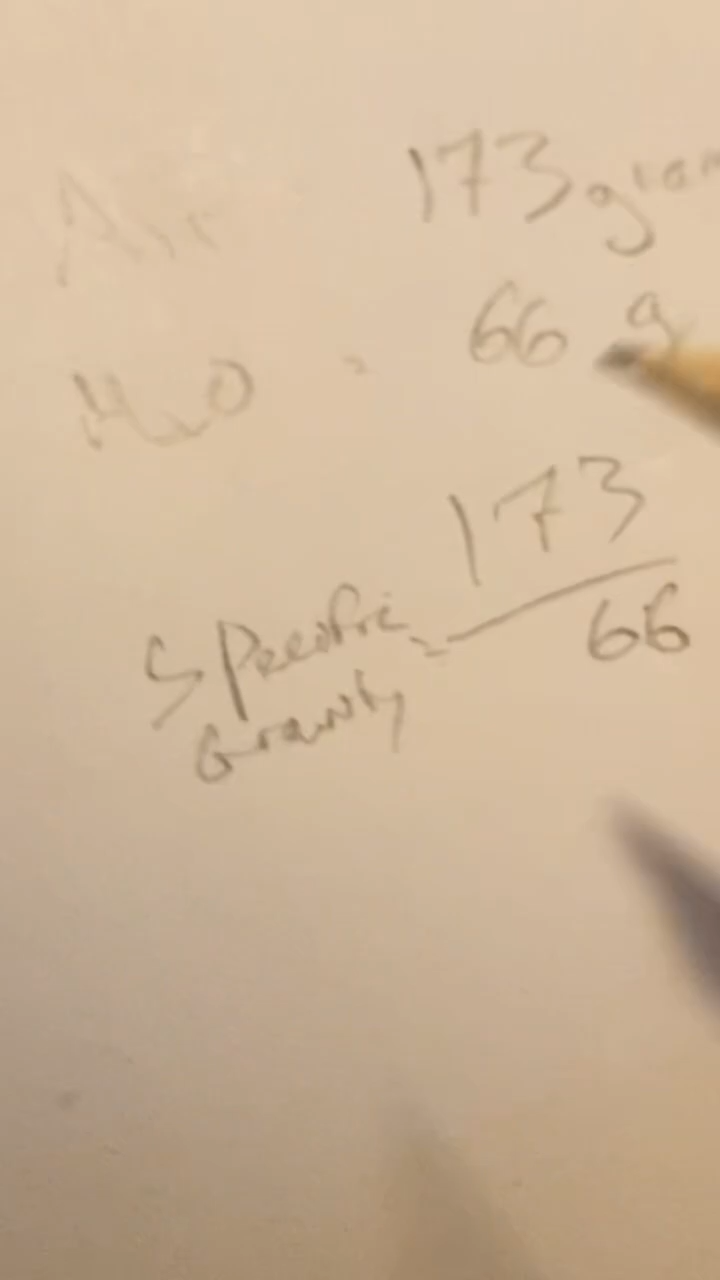 Air 173 gram
H2O = 66 g
Specific = 173
66
Gravity